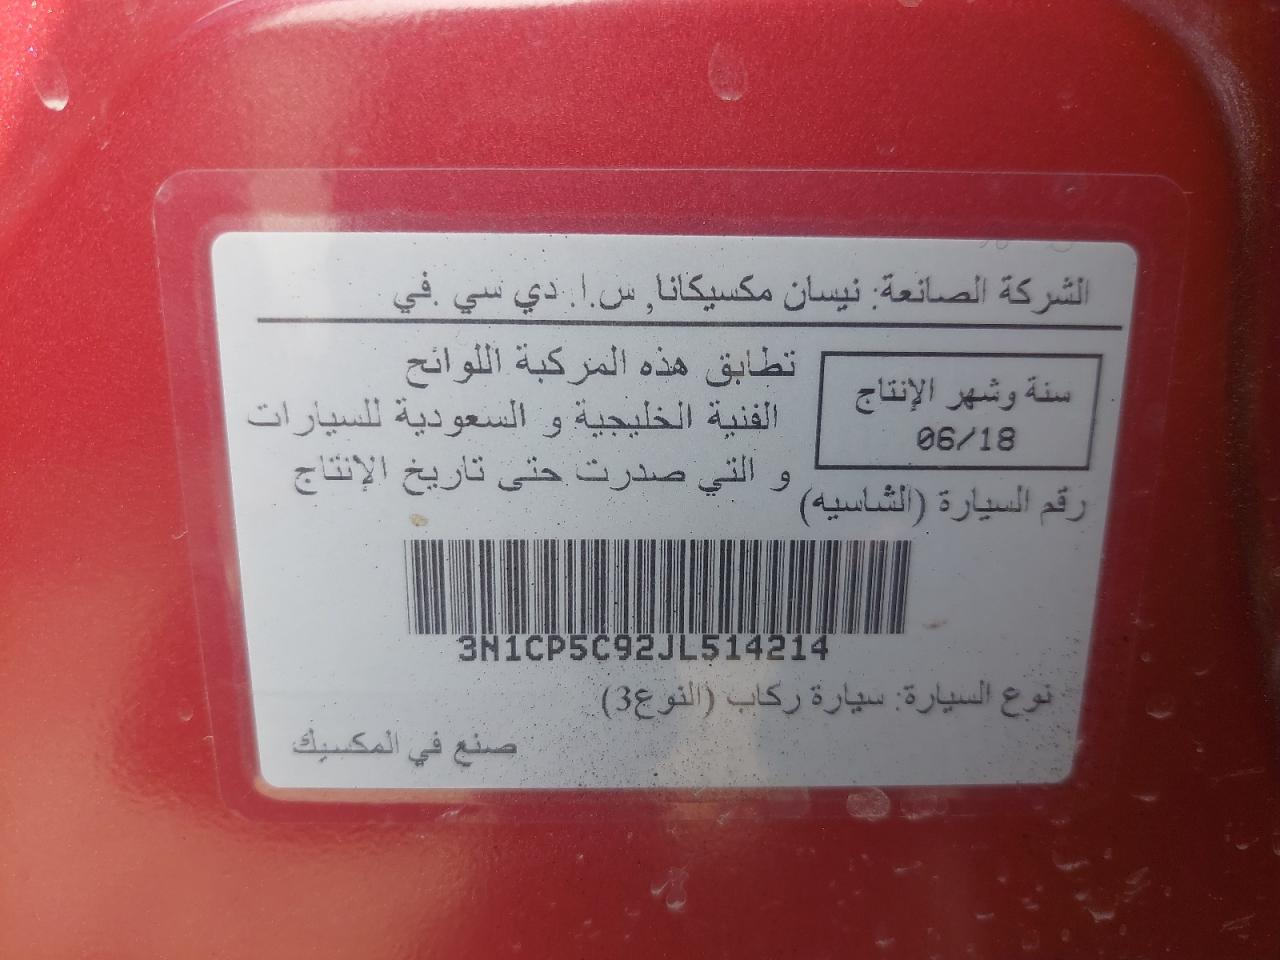 الشركة الصانعة: نيسان مكسيكانا, س.ا. دي سي .في
سنة وشهر الإنتاج
06/18
تطابق هذه المركبة اللوائح
الفنية الخليجية و السعودية للسيارات
و التي صدرت حتى تاريخ الإنتاج
رقم السيارة (الشاسيه)
3N1CP5C92JL514214
نوع السيارة: سيارة ركاب (النوع3)
صنع في المكسيك